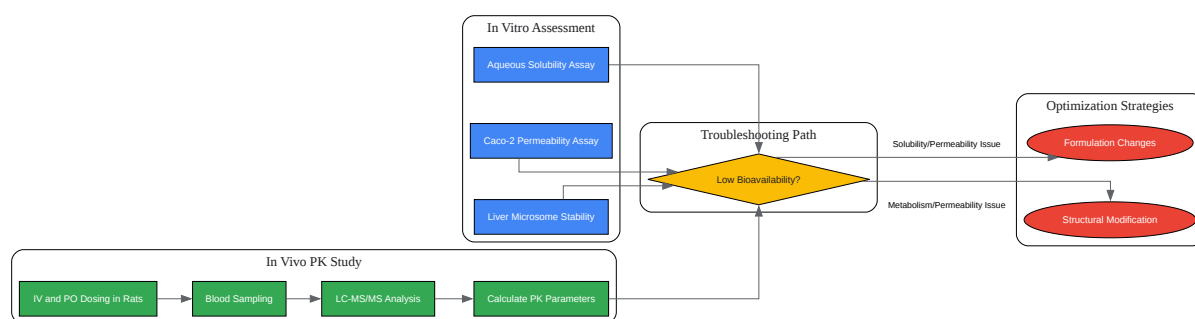 In Vitro Assessment
Aqueous Solubility Assay
Caco-2 Permeability Assay
Liver Microsome Stability
Troubleshooting Path
Low Bioavailability?
Solubility/Permeability Issue
Metabolism/Permeability Issue
Optimization Strategies
Formulation Changes
Structural Modification
In Vivo PK Study
IV and PO Dosing in Rats
Blood Sampling
LC-MS/MS Analysis
Calculate PK Parameters